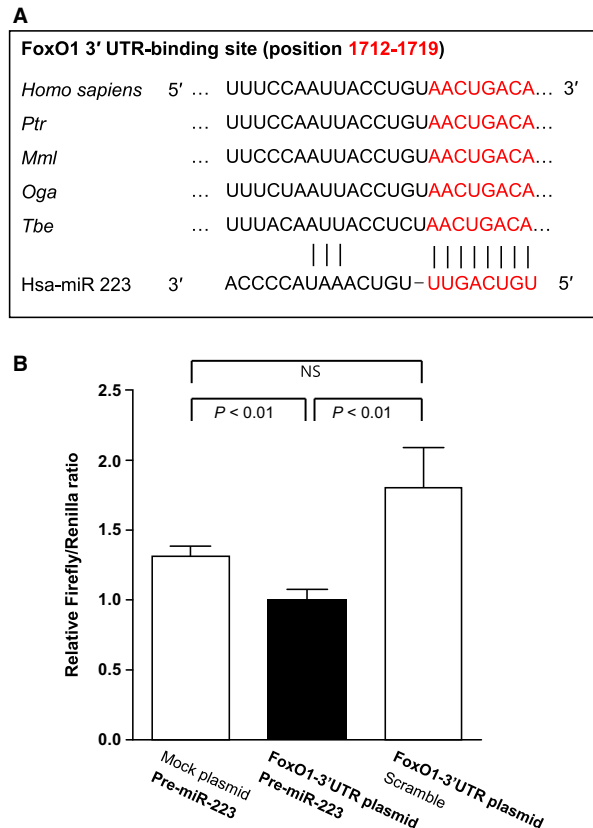 A
FoxO1 3′ UTR-binding site (position 1712-1719)
Homo sapiens 5′ … UUUCCAAUUACCUGUAACUGACA… 3′
Ptr … UUUCCAAUUACCUGUAACUGACA…
Mml … UUCCCAAUUACCUGUAACUGACA…
Oga … UUUCUAAUUACCUGUAACUGACA…
Tbe … UUUACAAUUACCUCUAACUGACA…
Hsa-miR 223 3′ ACCCCAUAAACUGU–UUGACUGU 5′
B
NS
P < 0.01 P < 0.01
Relative Firefly/Renilla ratio
2.5
2.0
1.5
1.0
0.5
0.0
Mock plasmid
Pre-miR-223
FoxO1-3'UTR plasmid
Pre-miR-223
FoxO1-3'UTR plasmid
Scramble